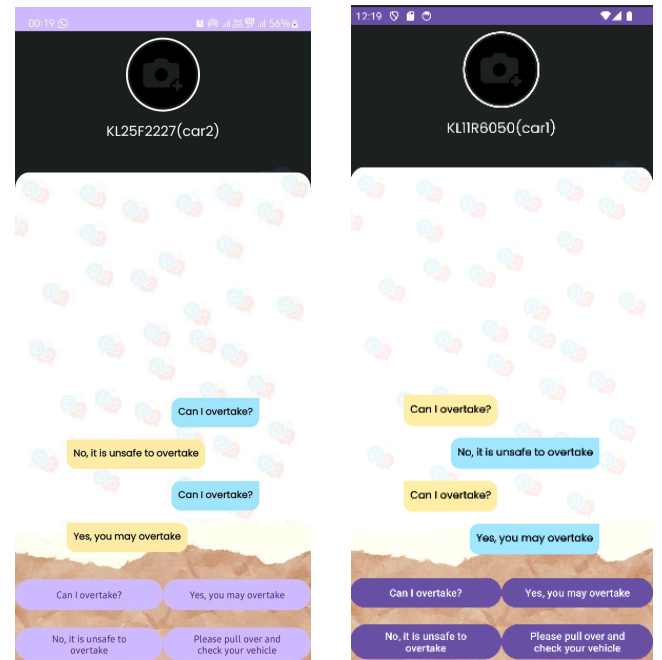 00:19
56%
KL25F2227(car2)
Can I overtake?
No, it is unsafe to overtake
Can I overtake?
Yes, you may overtake
Can I overtake?
Yes, you may overtake
No, it is unsafe to
overtake
Please pull over and
check your vehicle
12:19
KL11R6050(car1)
Can I overtake?
No, it is unsafe to overtake
Can I overtake?
Yes, you may overtake
Can I overtake?
Yes, you may overtake
No, it is unsafe to
overtake
Please pull over and
check your vehicle